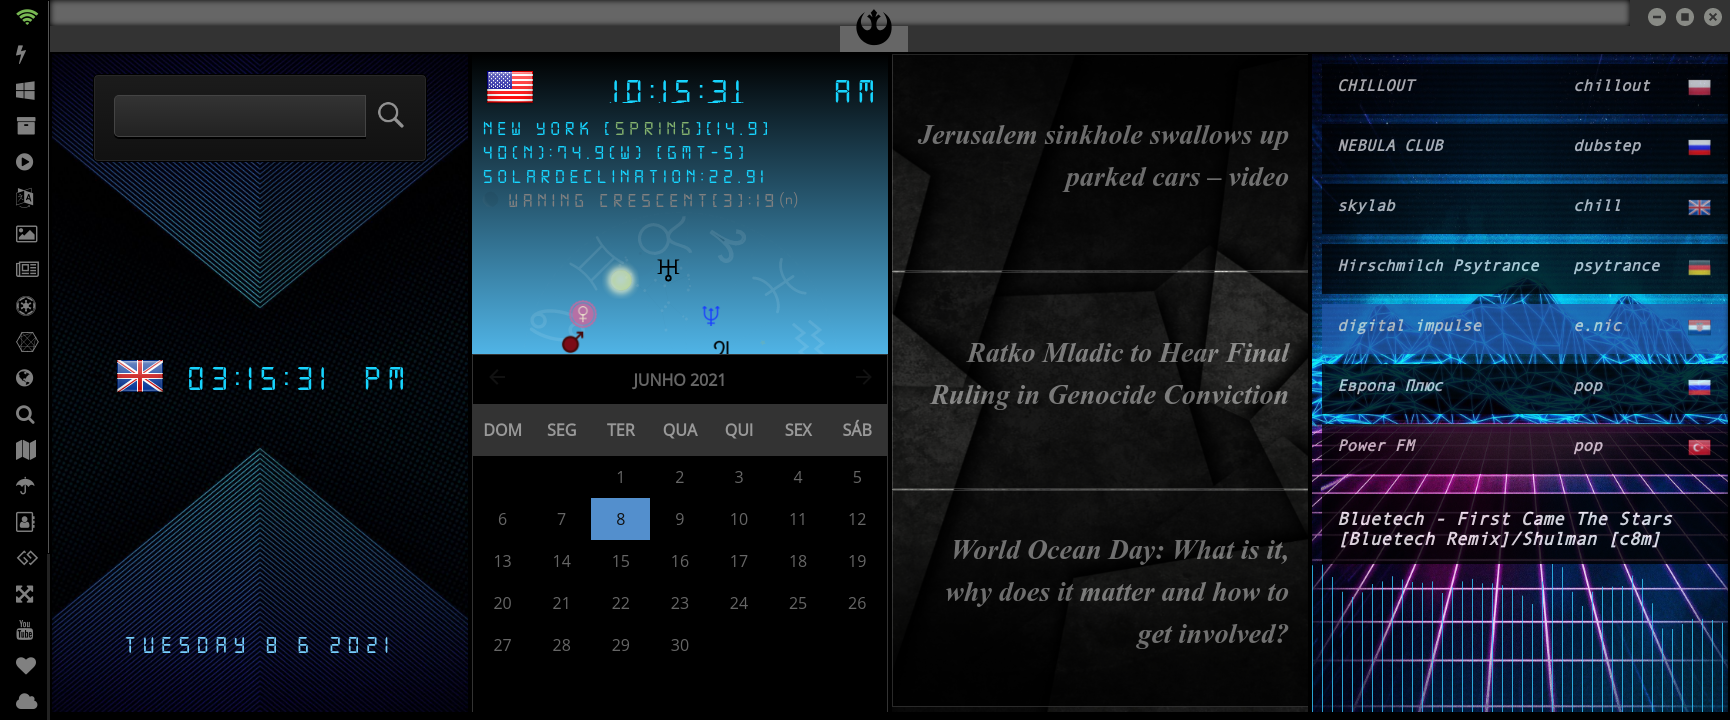 03:15:31 PM
TUESDAY 8 6 2021
10:15:31 AM
NEW YORK [SPRING][14.9]
40(N):74.9(W) [GMT-5]
SOLARDECLINATION:22.91
WANING CRESCENT[3]:19(n)
JUNHO 2021
DOM SEG TER QUA QUI SEX SÁB
1 2 3 4 5
6 7 8 9 10 11 12
13 14 15 16 17 18 19
20 21 22 23 24 25 26
27 28 29 30
Jerusalem sinkhole swallows up
parked cars – video
Ratko Mladic to Hear Final
Ruling in Genocide Conviction
World Ocean Day: What is it,
why does it matter and how to
get involved?
CHILLOUT chillout
NEBULA CLUB dubstep
skylab chill
Hirschmilch Psytrance psytrance
digital impulse e.nic
Европа Плюс pop
Power FM pop
Bluetech - First Came The Stars
[Bluetech Remix]/Shulman [c8m]
You
Tube